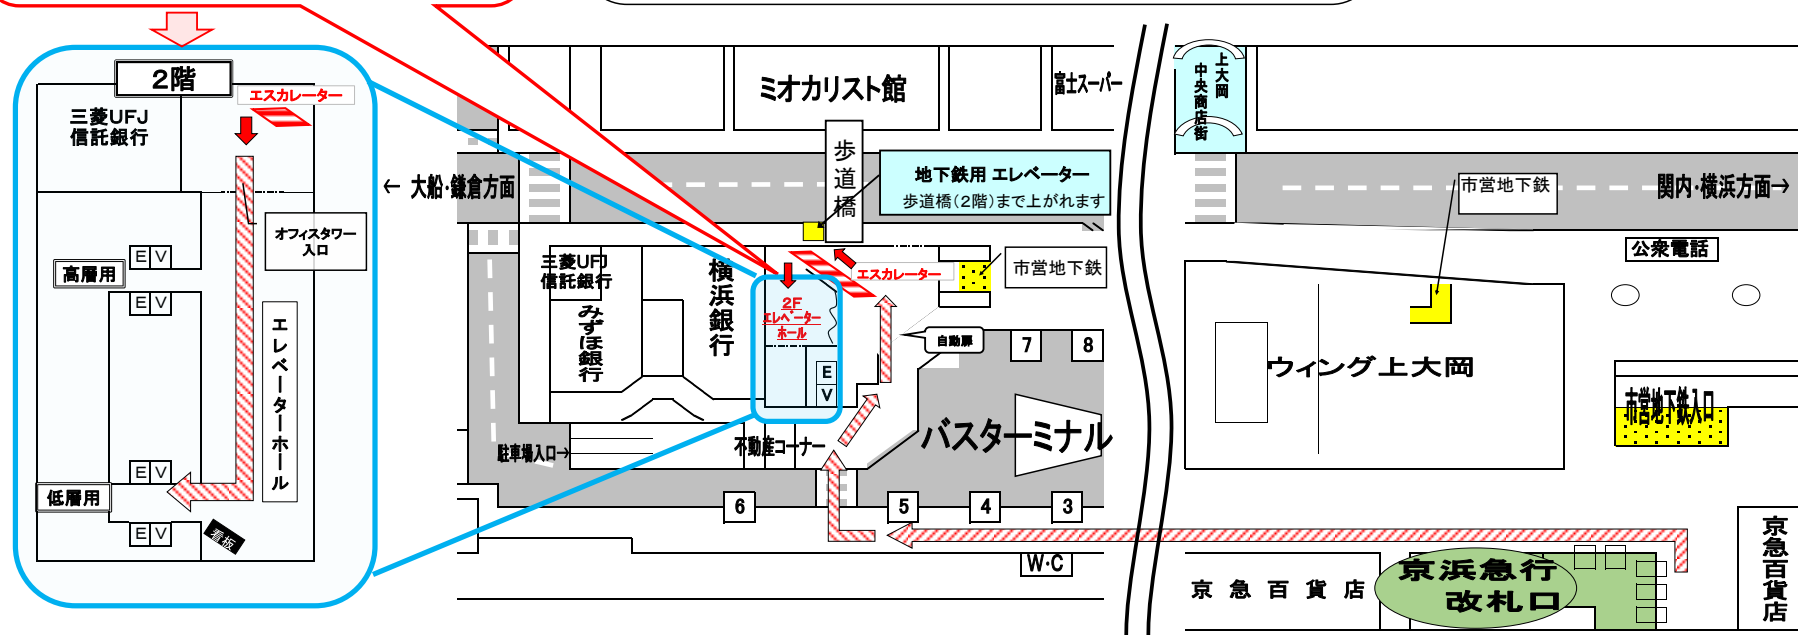 2階
エスカレーター
三菱UFJ
信託銀行
オフィスタワー
入口
EV
高層用
EV
エレベーターホール
EV
低層用
EV
看板
ミオカリスト館
富士スーパー
上大岡
中央商店街
歩道橋
地下鉄用 エレベーター
歩道橋(2階)まで上がれます
← 大船・鎌倉方面
市営地下鉄
関内・横浜方面→
公衆電話
三菱UFJ
信託銀行
みずほ銀行
横浜銀行
エスカレーター
市営地下鉄
2F
エレベーター
ホール
EV
自動扉
7
8
ウィング上大岡
市営地下鉄入口
バスターミナル
不動産コーナー
駐車場入口→
6
5
4
3
W・C
京急百貨店
京浜急行
改札口
京急百貨店